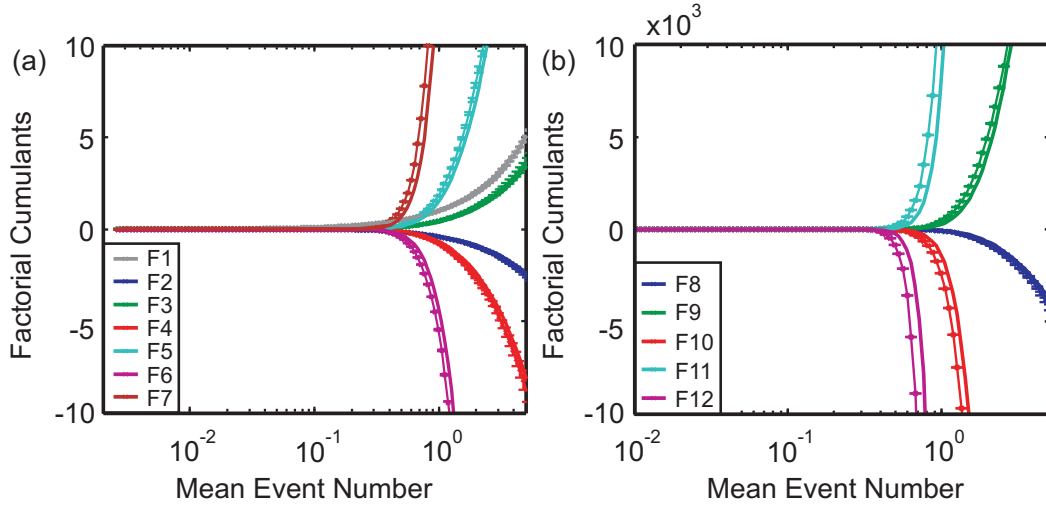 (a)
Factorial Cumulants
10
5
0
-5
-10
F1
F2
F3
F4
F5
F6
F7
10^-2
10^-1
10^0
Mean Event Number
(b)
x10^3
Factorial Cumulants
10
5
0
-5
-10
F8
F9
F10
F11
F12
10^-2
10^-1
10^0
Mean Event Number